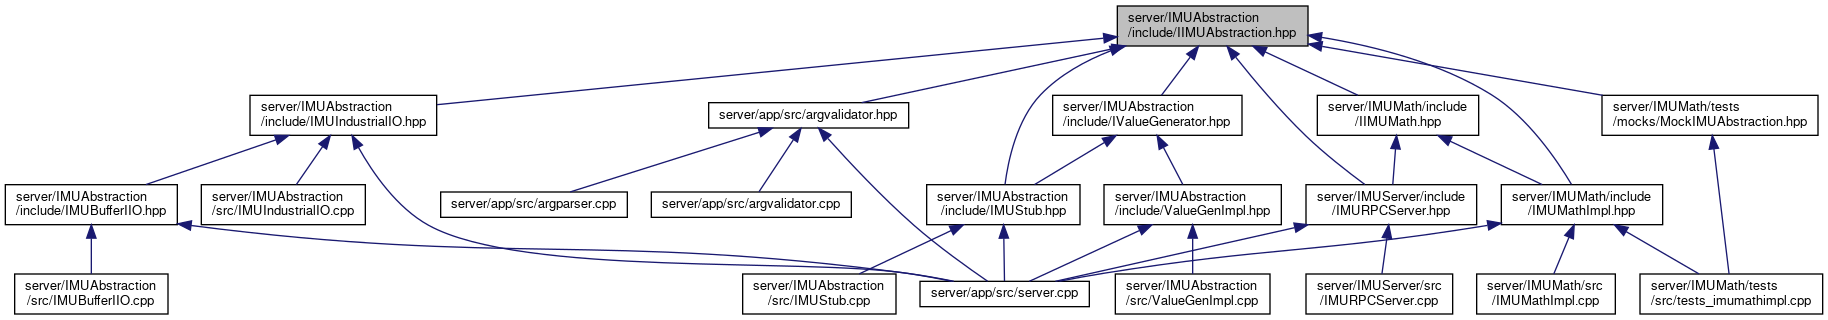 server/IMUAbstraction
/include/IIMUAbstraction.hpp
server/IMUAbstraction
/include/IMUIndustrialIO.hpp
server/app/src/argvalidator.hpp
server/IMUAbstraction
/include/IValueGenerator.hpp
server/IMUMath/include
/IIMUMath.hpp
server/IMUMath/tests
/mocks/MockIMUAbstraction.hpp
server/IMUAbstraction
/include/IMUBufferIIO.hpp
server/IMUAbstraction
/src/IMUIndustrialIO.cpp
server/app/src/argparser.cpp
server/app/src/argvalidator.cpp
server/IMUAbstraction
/include/IMUStub.hpp
server/IMUAbstraction
/include/ValueGenImpl.hpp
server/IMUServer/include
/IMURPCServer.hpp
server/IMUMath/include
/IMUMathImpl.hpp
server/IMUAbstraction
/src/IMUBufferIIO.cpp
server/IMUAbstraction
/src/IMUStub.cpp
server/app/src/server.cpp
server/IMUAbstraction
/src/ValueGenImpl.cpp
server/IMUServer/src
/IMURPCServer.cpp
server/IMUMath/src
/IMUMathImpl.cpp
server/IMUMath/tests
/src/tests_imumathimpl.cpp